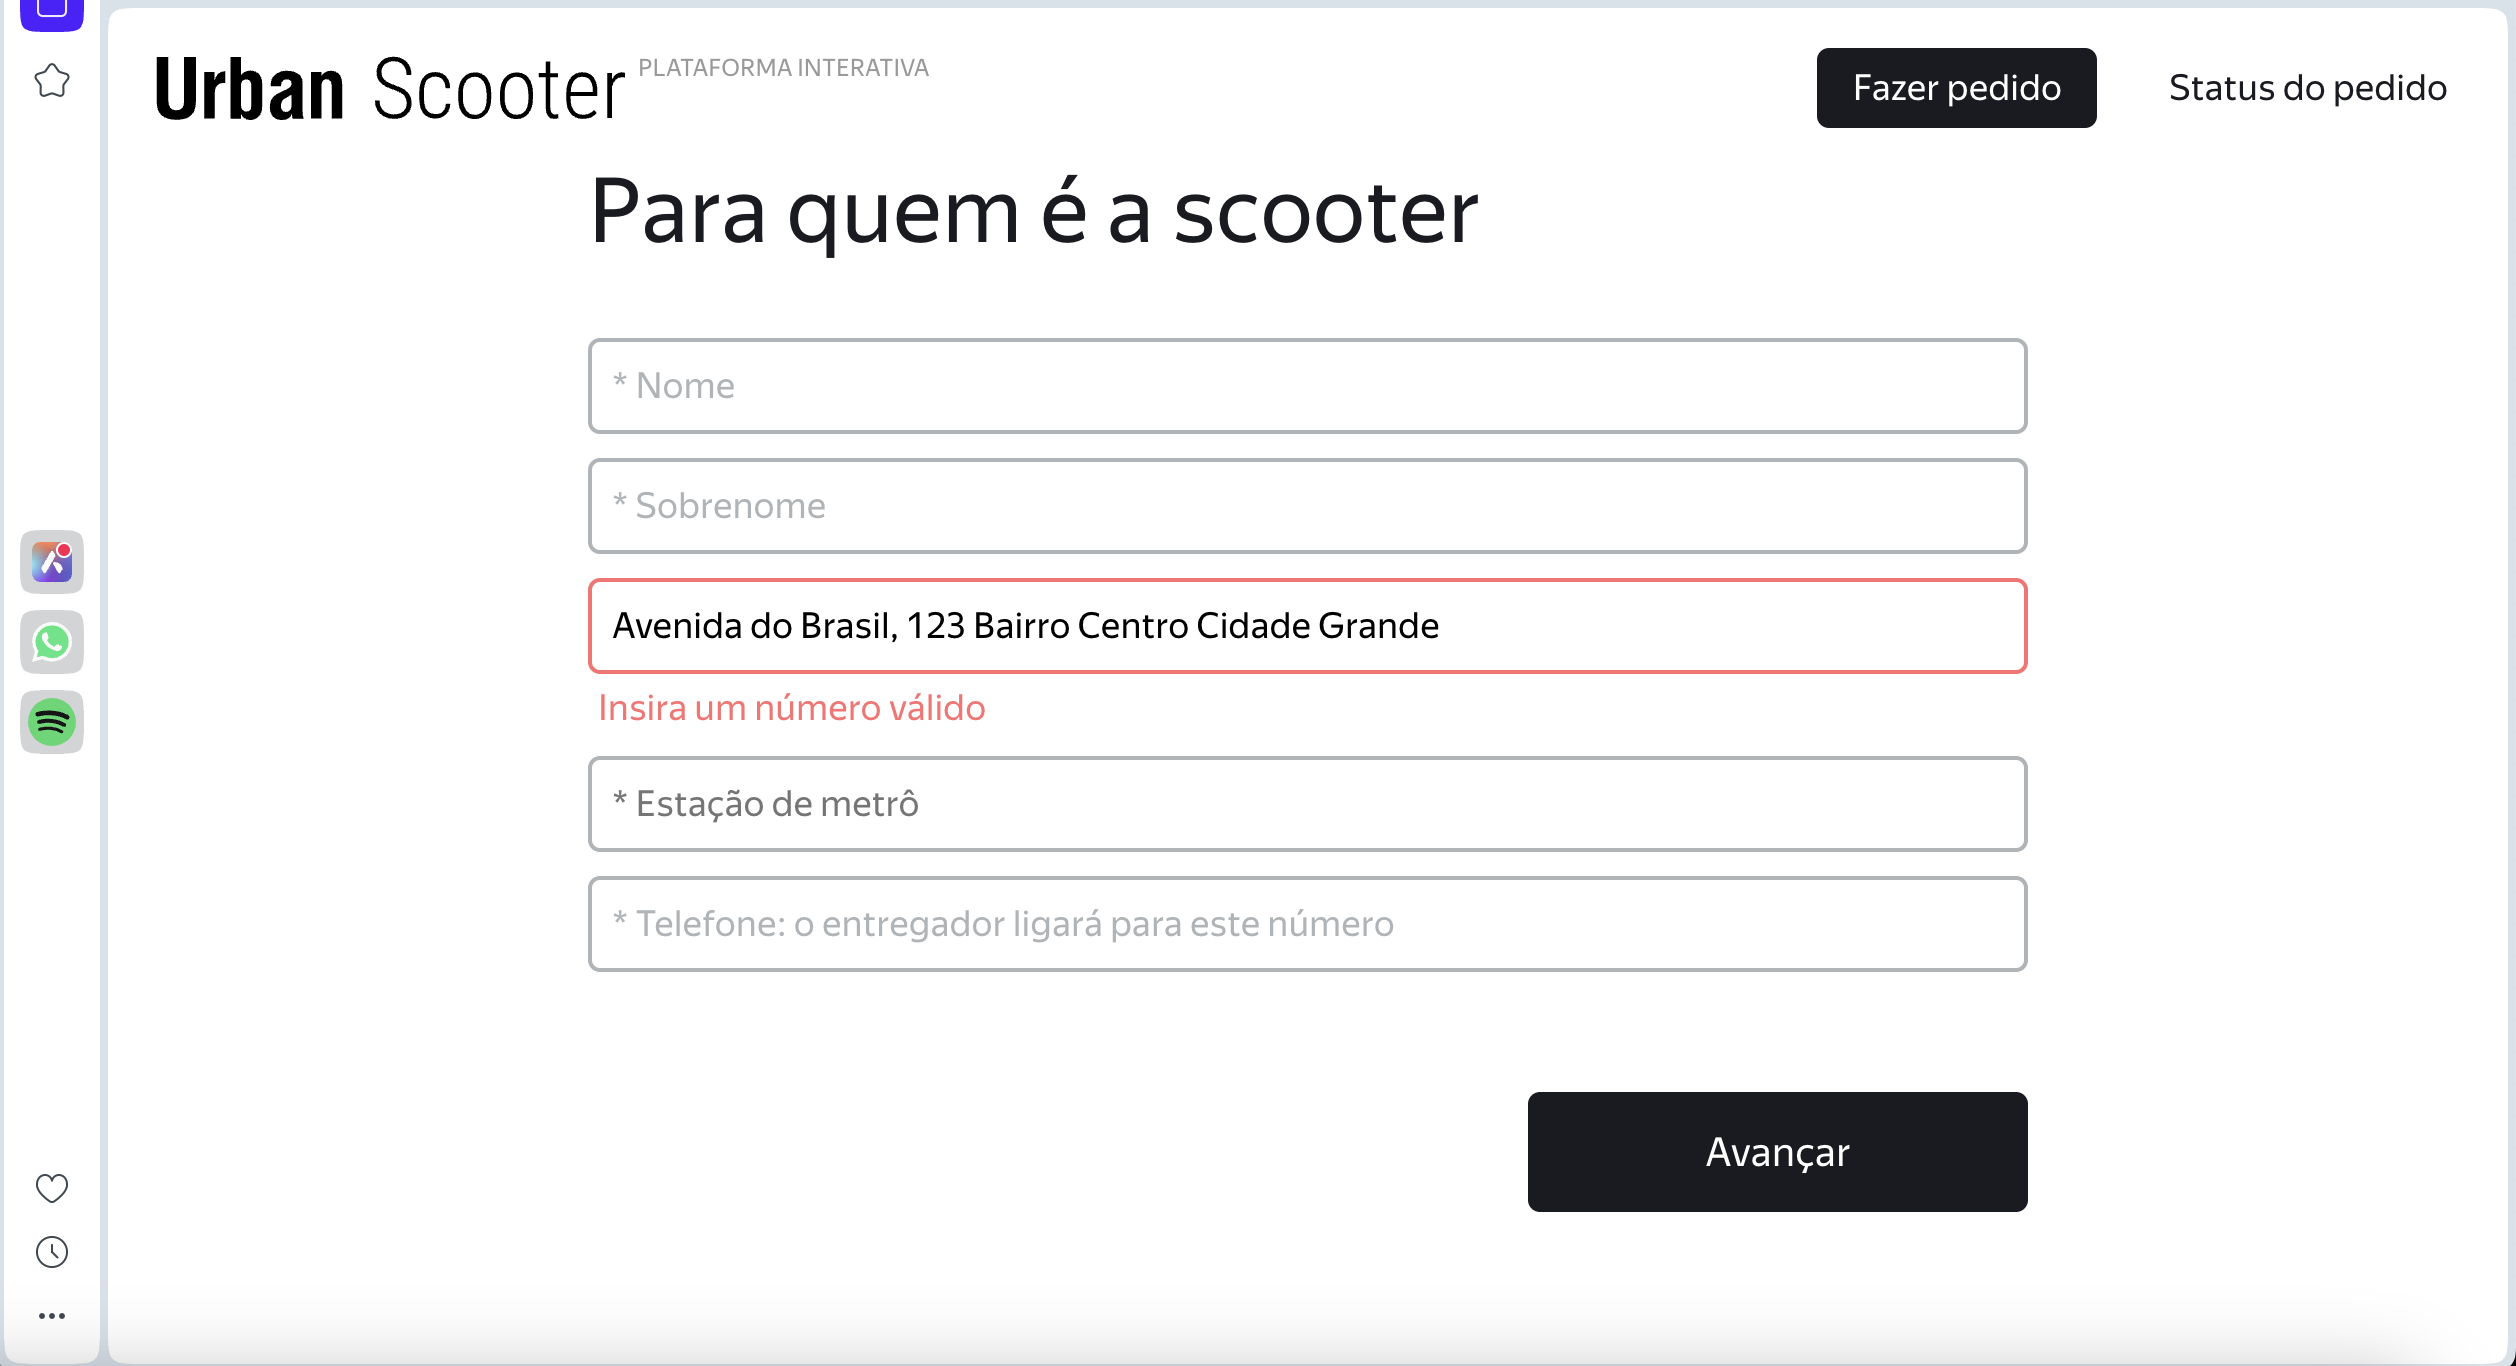 Urban Scooter PLATAFORMA INTERATIVA
Fazer pedido
Status do pedido
Para quem é a scooter
* Nome
* Sobrenome
Avenida do Brasil, 123 Bairro Centro Cidade Grande
Insira um número válido
* Estação de metrô
* Telefone: o entregador ligará para este número
Avançar